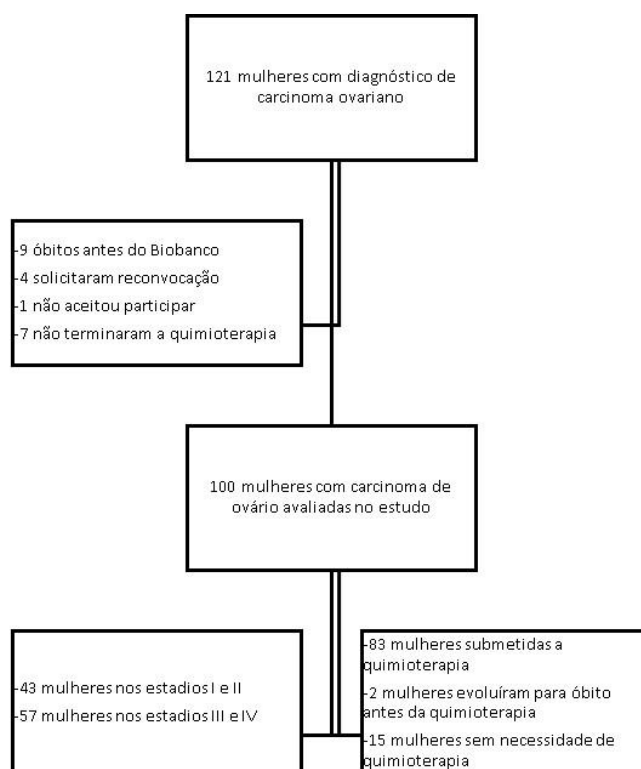 121 mulheres com diagnóstico de
carcinoma ovariano
-9 óbitos antes do Biobanco
-4 solicitaram reconvocação
-1 não aceitou participar
-7 não terminaram a quimioterapia
100 mulheres com carcinoma de
ovário avaliadas no estudo
-43 mulheres nos estadios I e II
-57 mulheres nos estadios III e IV
-83 mulheres submetidas a
quimioterapia
-2 mulheres evoluíram para óbito
antes da quimioterapia
-15 mulheres sem necessidade de
quimioterapia